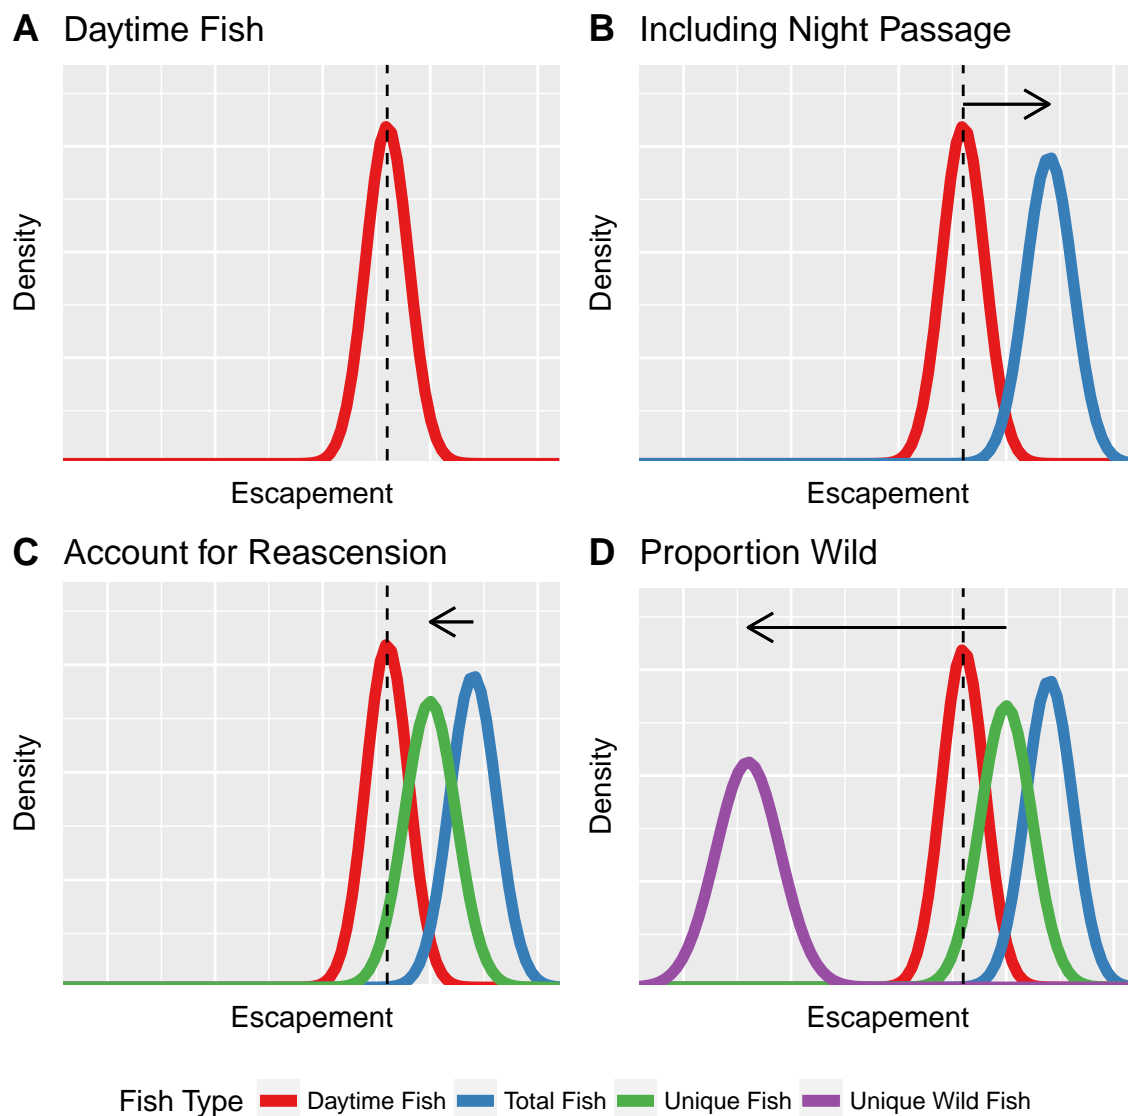 A Daytime Fish
Density
Escapement
B Including Night Passage
Density
Escapement
C Account for Reascension
Density
Escapement
D Proportion Wild
Density
Escapement
Fish Type Daytime Fish Total Fish Unique Fish Unique Wild Fish